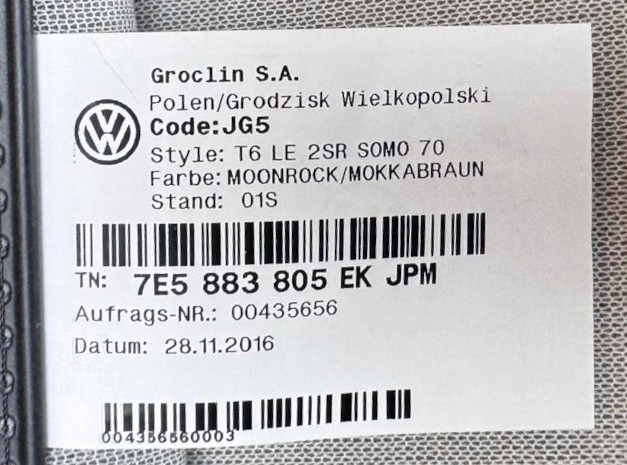 Groclin S.A.
Polen/Grodzisk Wielkopolski
Code:JG5
Style: T6 LE 2SR SOMO 70
Farbe: MOONROCK/MOKKABRAUN
Stand: 01S
TN: 7E5 883 805 EK JPM
Aufrags-NR.: 00435656
Datum: 28.11.2016
004356560003